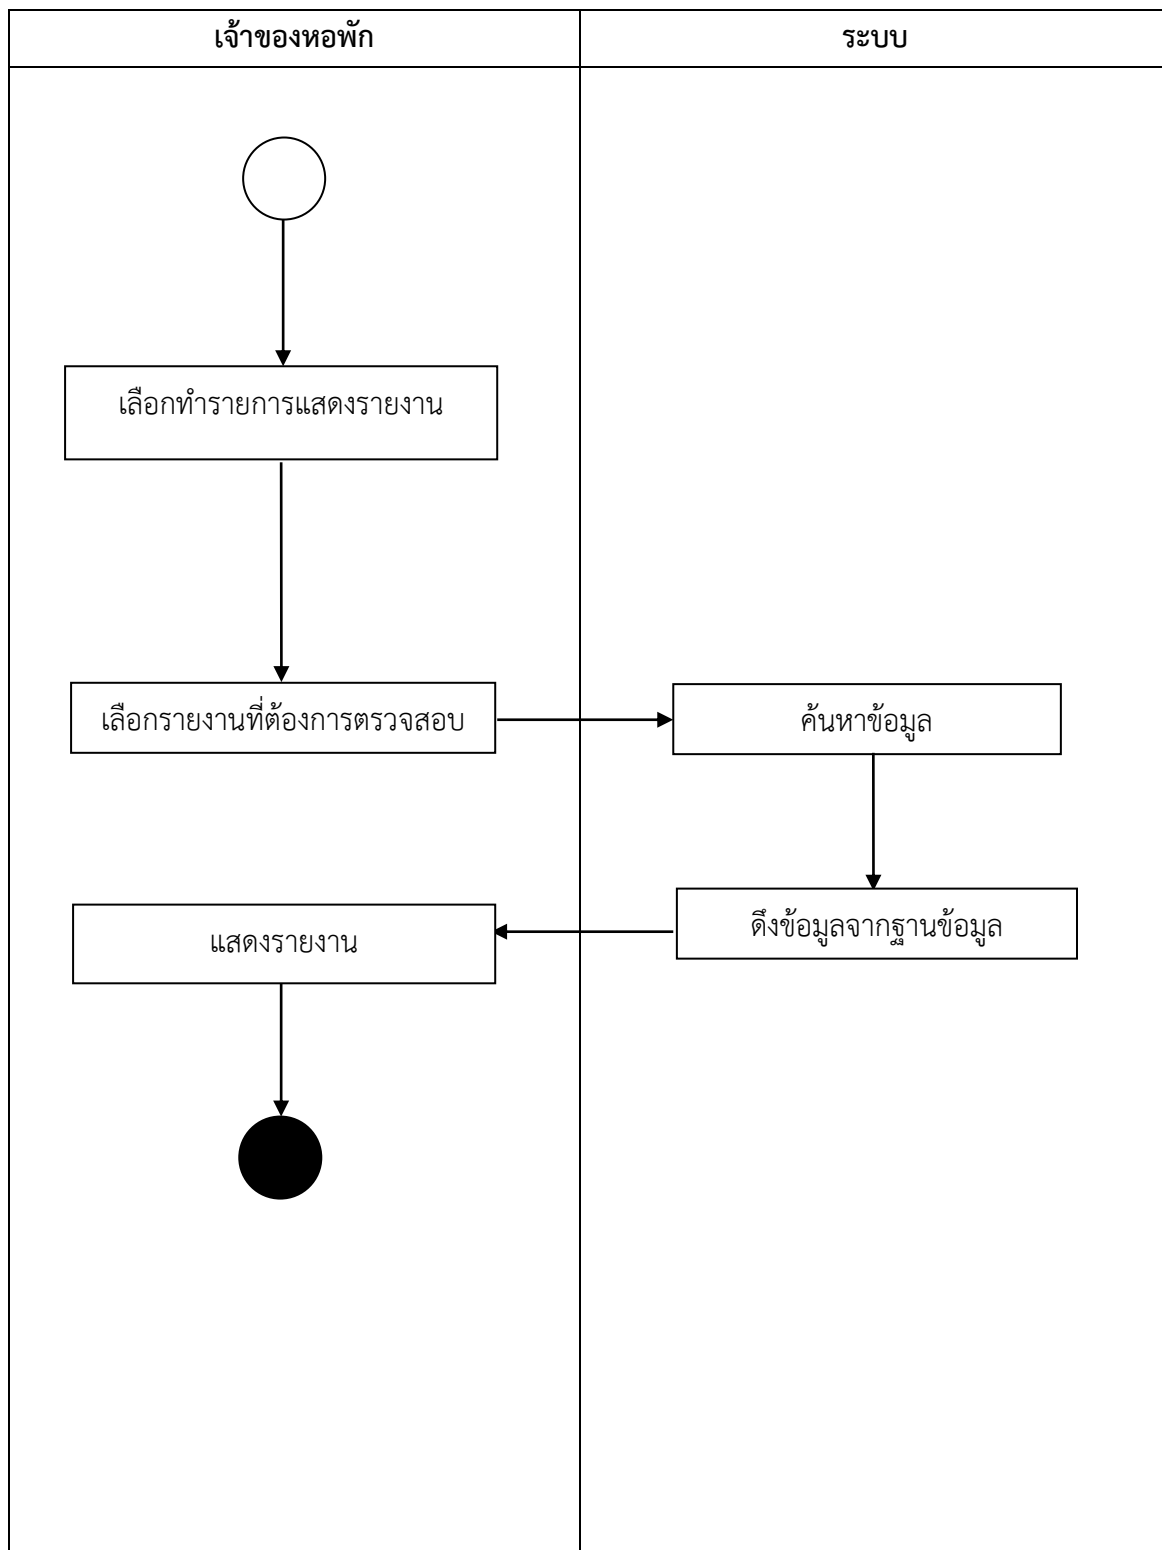 เจ้าของหอพัก
ระบบ
เลือกทำรายการแสดงรายงาน
เลือกรายงานที่ต้องการตรวจสอบ
ค้นหาข้อมูล
ดึงข้อมูลจากฐานข้อมูล
แสดงรายงาน